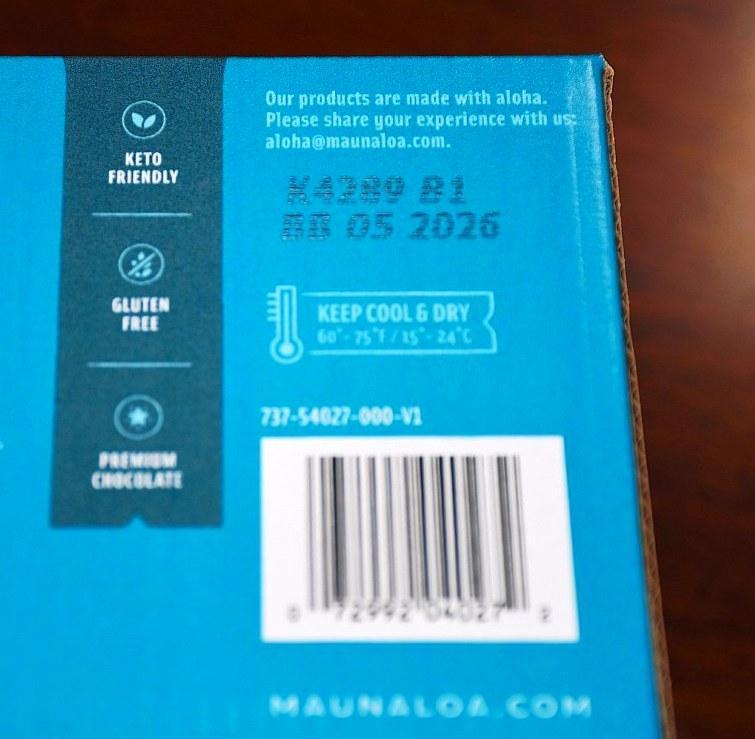 KETO
FRIENDLY
GLUTEN
FREE
PREMIUM
CHOCOLATE
Our products are made with aloha.
Please share your experience with us:
aloha@maunaloa.com.
K4289 B1
BB 05 2026
KEEP COOL & DRY
60°- 75°F / 15°- 24°C
737-54027-000-V1
0 72992 04027 2
MAUNALOA.COM